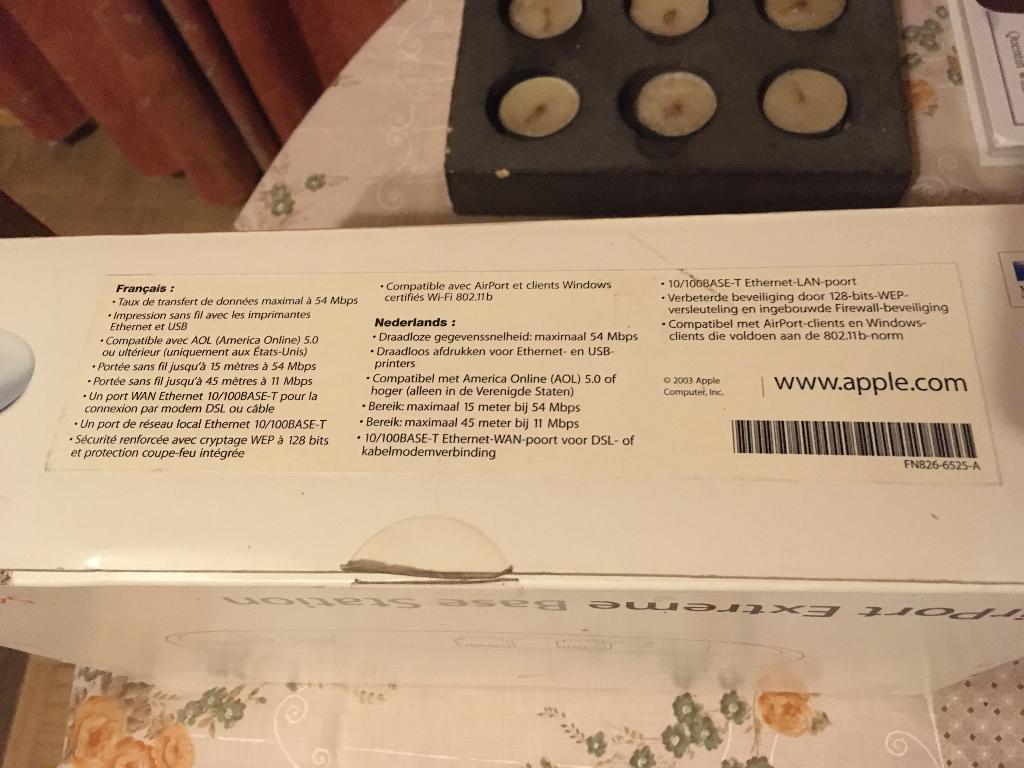 Français :
• Taux de transfert de données maximal à 54 Mbps
• Impression sans fil avec les imprimantes
Ethernet et USB
• Compatible avec AOL (America Online) 5.0
ou ultérieur (uniquement aux États-Unis)
• Portée sans fil jusqu'à 15 mètres à 54 Mbps
• Portée sans fil jusqu'à 45 mètres à 11 Mbps
• Un port WAN Ethernet 10/100BASE-T pour la
connexion par modem DSL ou câble
• Un port de réseau local Ethernet 10/100BASE-T
• Sécurité renforcée avec cryptage WEP à 128 bits
et protection coupe-feu intégrée
• Compatible avec AirPort et clients Windows
certifiés Wi-Fi 802.11b
Nederlands :
• Draadloze gegevenssnelheid: maximaal 54 Mbps
• Draadloos afdrukken voor Ethernet- en USB-
printers
• Compatibel met America Online (AOL) 5.0 of
hoger (alleen in de Verenigde Staten)
• Bereik: maximaal 15 meter bij 54 Mbps
• Bereik: maximaal 45 meter bij 11 Mbps
• 10/100BASE-T Ethernet-WAN-poort voor DSL- of
kabelmodemverbinding
• 10/100BASE-T Ethernet-LAN-poort
• Verbeterde beveiliging door 128-bits-WEP-
versleuteling en ingebouwde Firewall-beveiliging
• Compatibel met AirPort-clients en Windows-
clients die voldoen aan de 802.11b-norm
© 2003 Apple
Computer, Inc.
www.apple.com
FN826-6525-A
AirPort Extreme Base Station